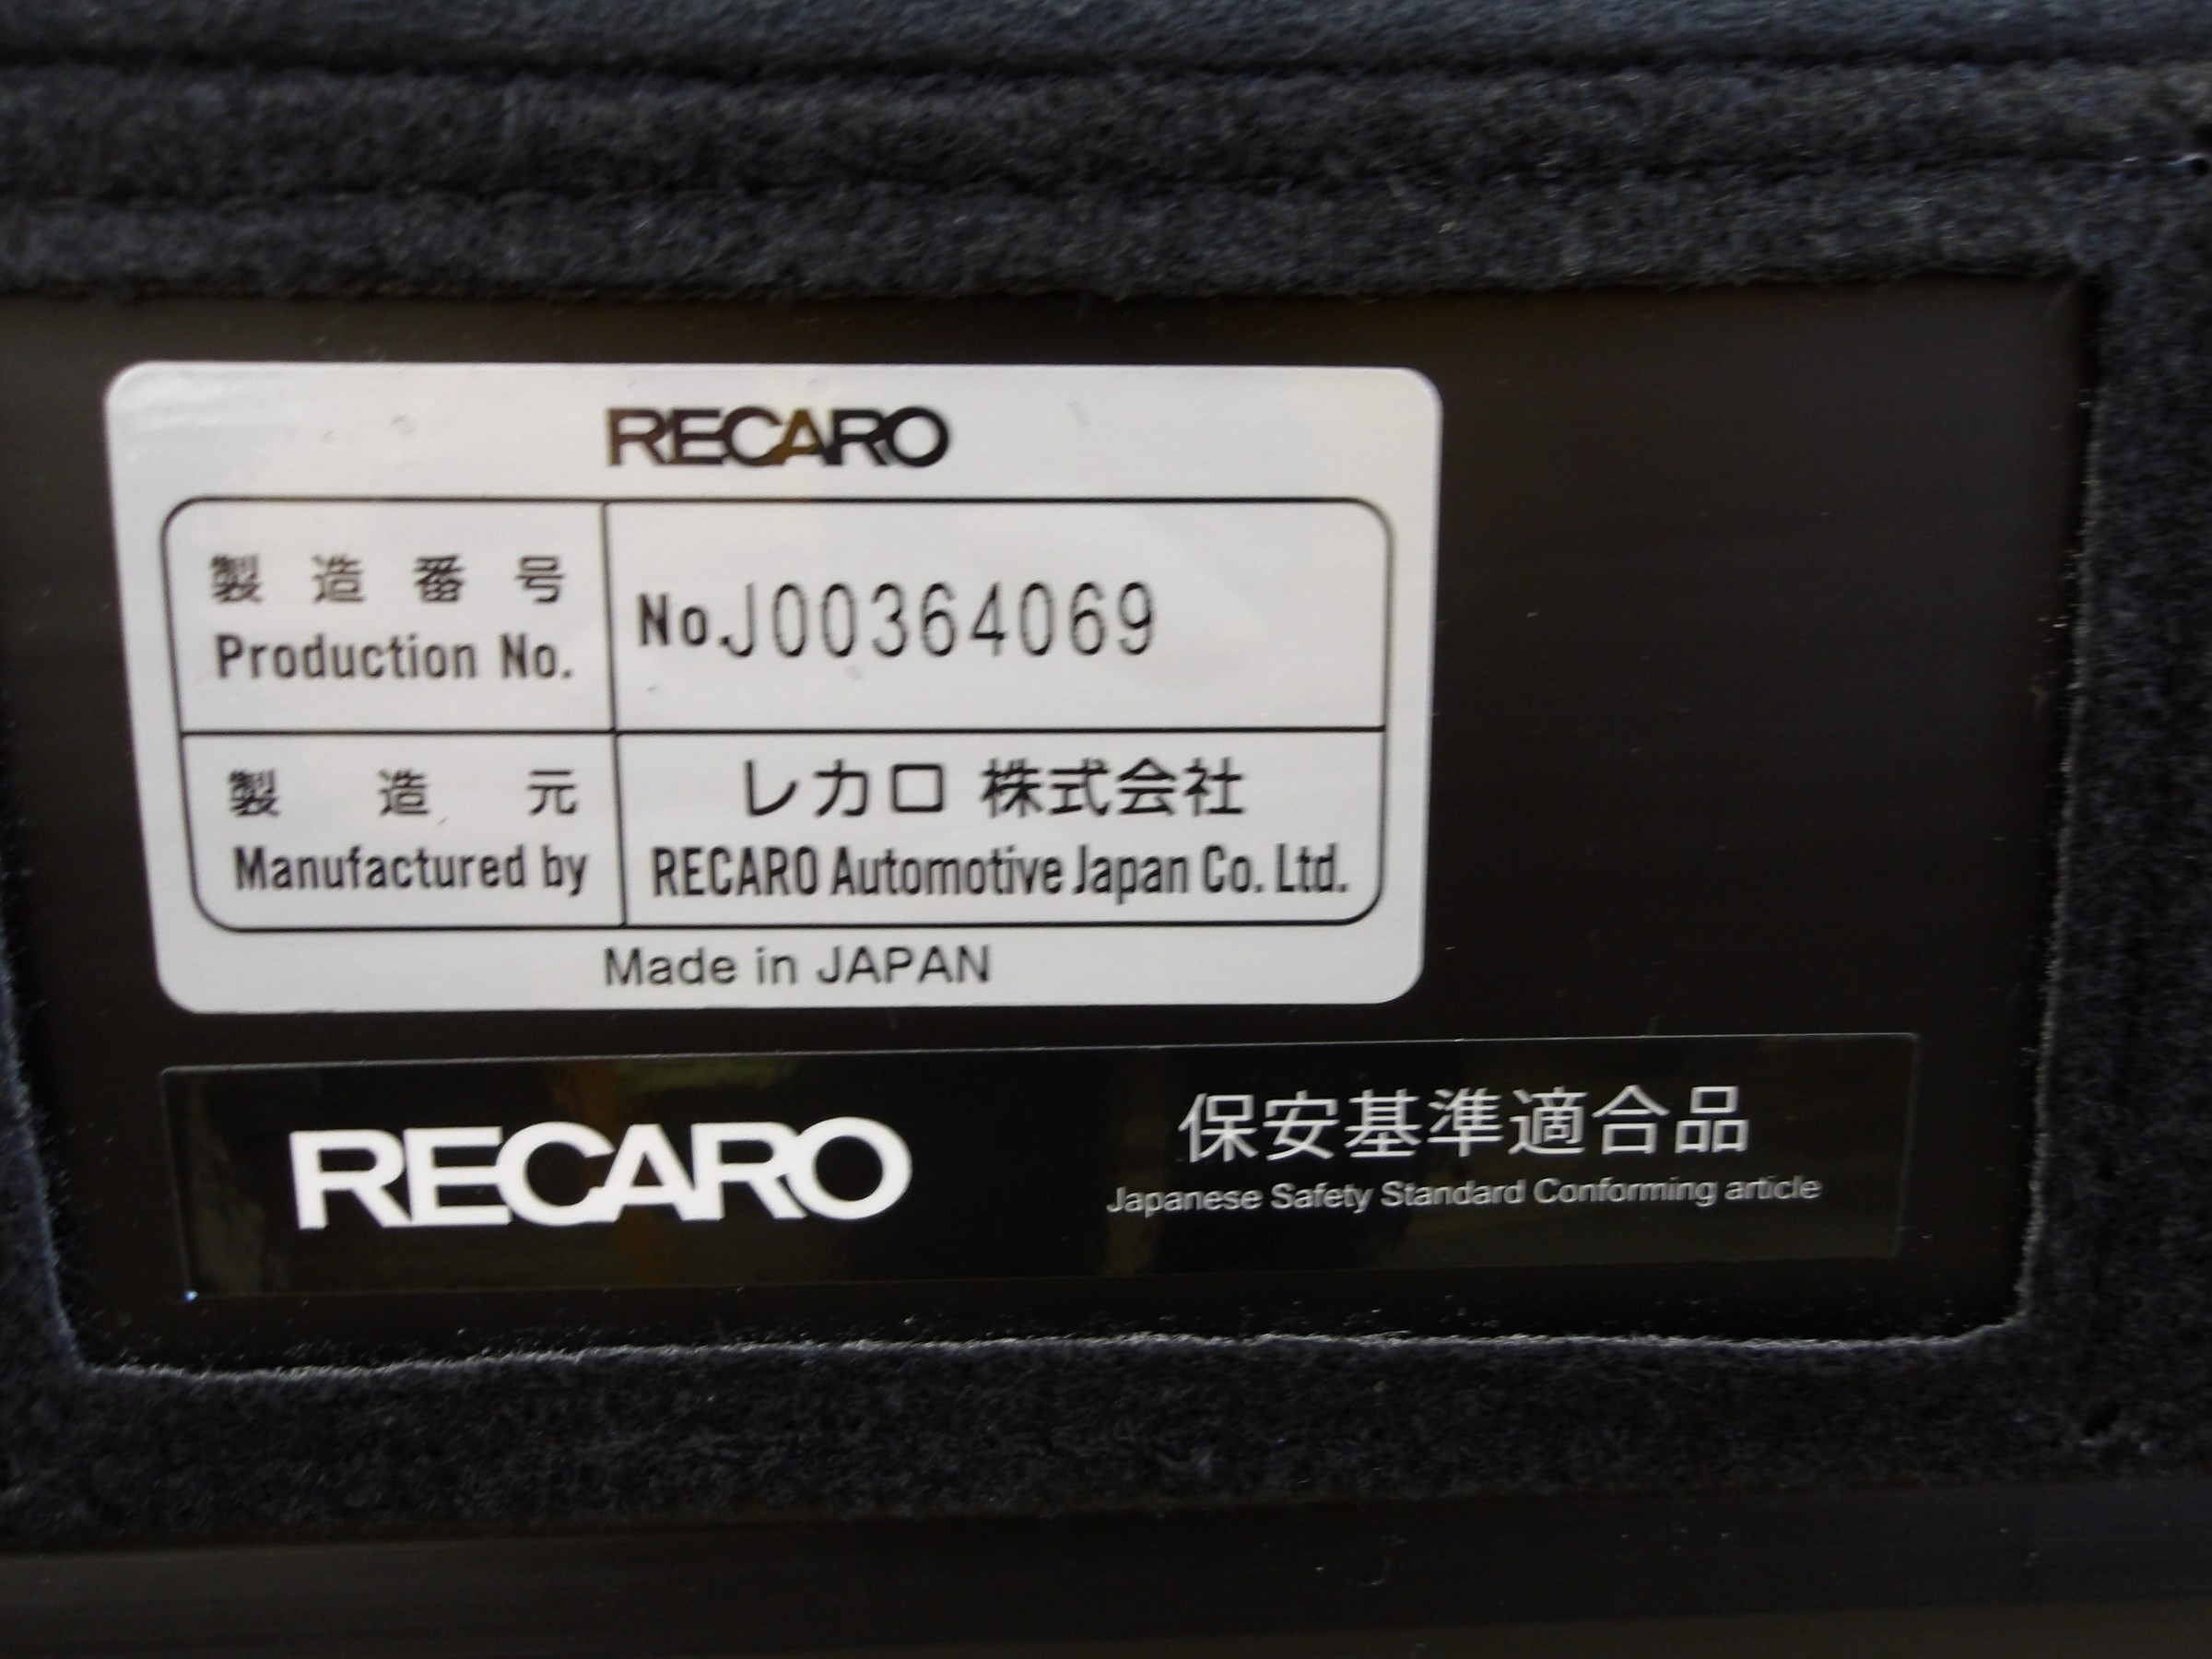 RECARO
製造番号
Production No.
No.J00364069
製造元
Manufactured by
レカロ 株式会社
RECARO Automotive Japan Co. Ltd.
Made in JAPAN
RECARO
保安基準適合品
Japanese Safety Standard Conforming article